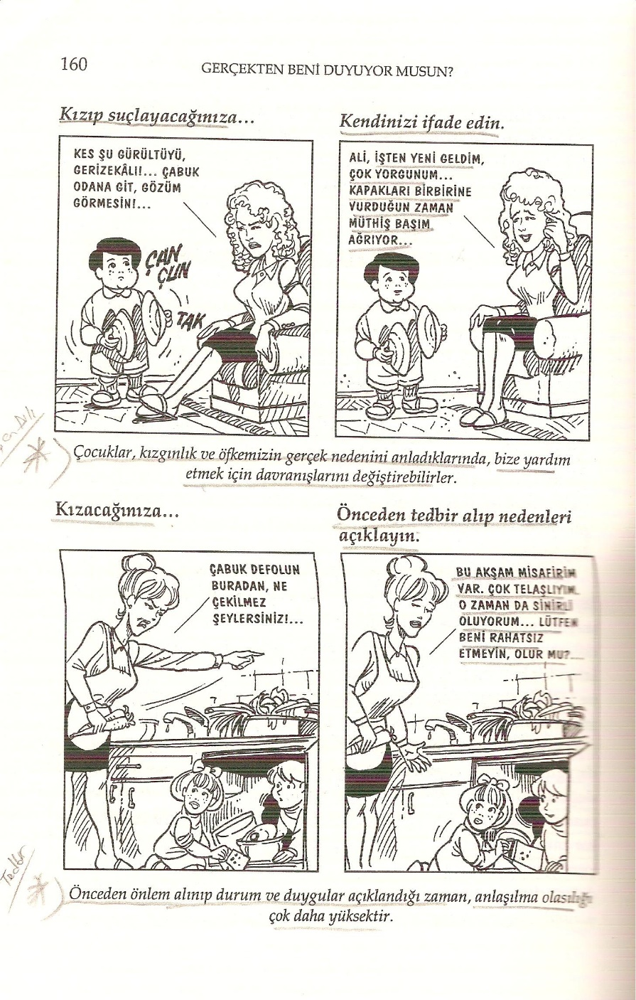 160
GERÇEKTEN BENİ DUYUYOR MUSUN?
Kızıp suçlayacağınıza...
KES ŞU GÜRÜLTÜYÜ,
GERİZEKÂLI!... ÇABUK
ODANA GİT, GÖZÜM
GÖRMESİN!...
ÇAN
ÇUN
TAK
Kendinizi ifade edin.
ALİ, İŞTEN YENİ GELDİM,
ÇOK YORGUNUM...
KAPAKLARI BİRBİRİNE
VURDUĞUN ZAMAN
MÜTHİŞ BAŞIM
AĞRIYOR...
Çocuklar, kızgınlık ve öfkemizin gerçek nedenini anladıklarında, bize yardım
etmek için davranışlarını değiştirebilirler.
Kızacağınıza...
ÇABUK DEFOLUN
BURADAN, NE
ÇEKİLMEZ
ŞEYLERSİNİZ!...
Önceden tedbir alıp nedenleri
açıklayın.
BU AKŞAM MİSAFİRİM
VAR. ÇOK TELAŞLIYIM.
O ZAMAN DA SİNİRLİ
OLUYORUM... LÜTFEN
BENİ RAHATSIZ
ETMEYİN, OLUR MU?...
Tedbir
Önceden önlem alınıp durum ve duygular açıklandığı zaman, anlaşılma olasılığı
çok daha yüksektir.